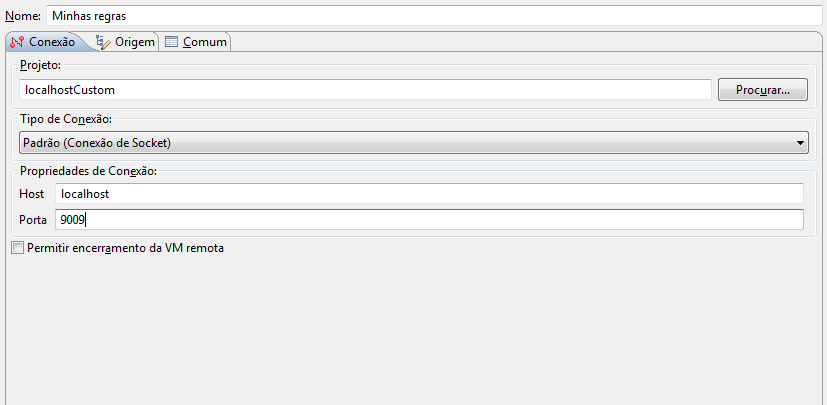 Nome: Minhas regras
Conexão Origem Comum
Projeto:
localhostCustom Procurar...
Tipo de Conexão:
Padrão (Conexão de Socket)
Propriedades de Conexão:
Host localhost
Porta 9009
Permitir encerramento da VM remota